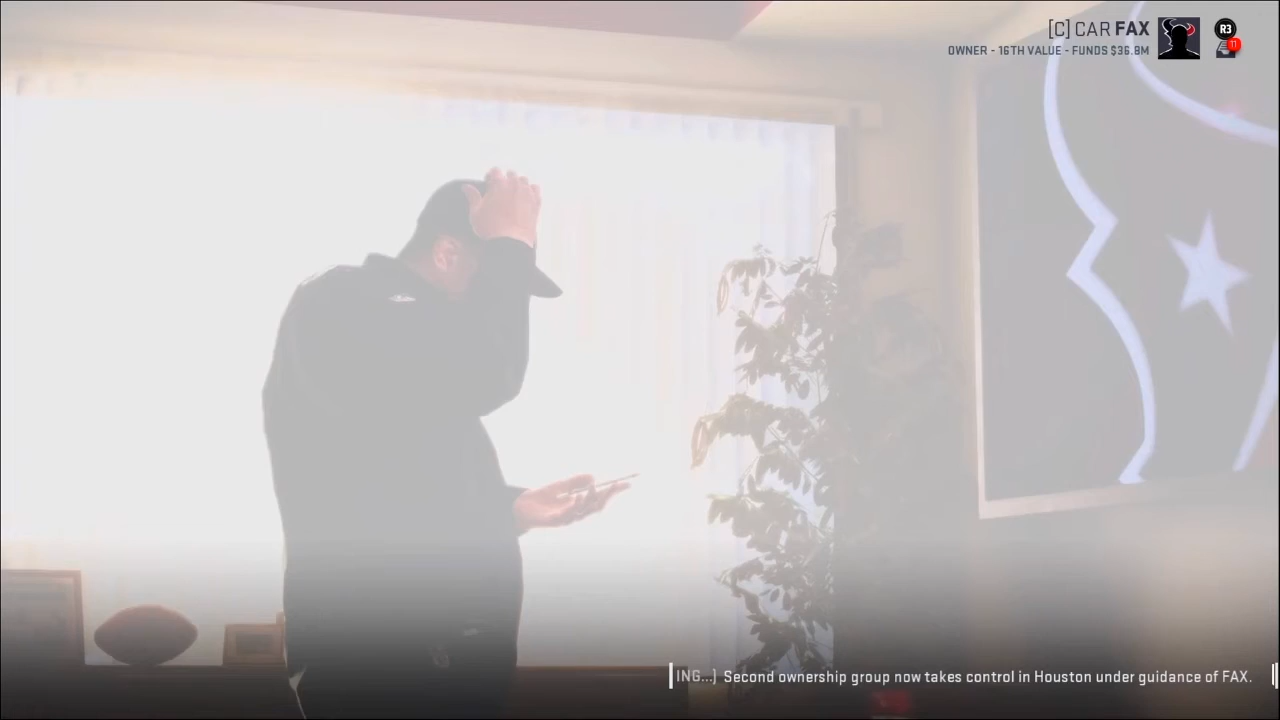 [C] CAR FAX
OWNER - 16TH VALUE - FUNDS $36.8M
R3
11
ING...) Second ownership group now takes control in Houston under guidance of FAX.